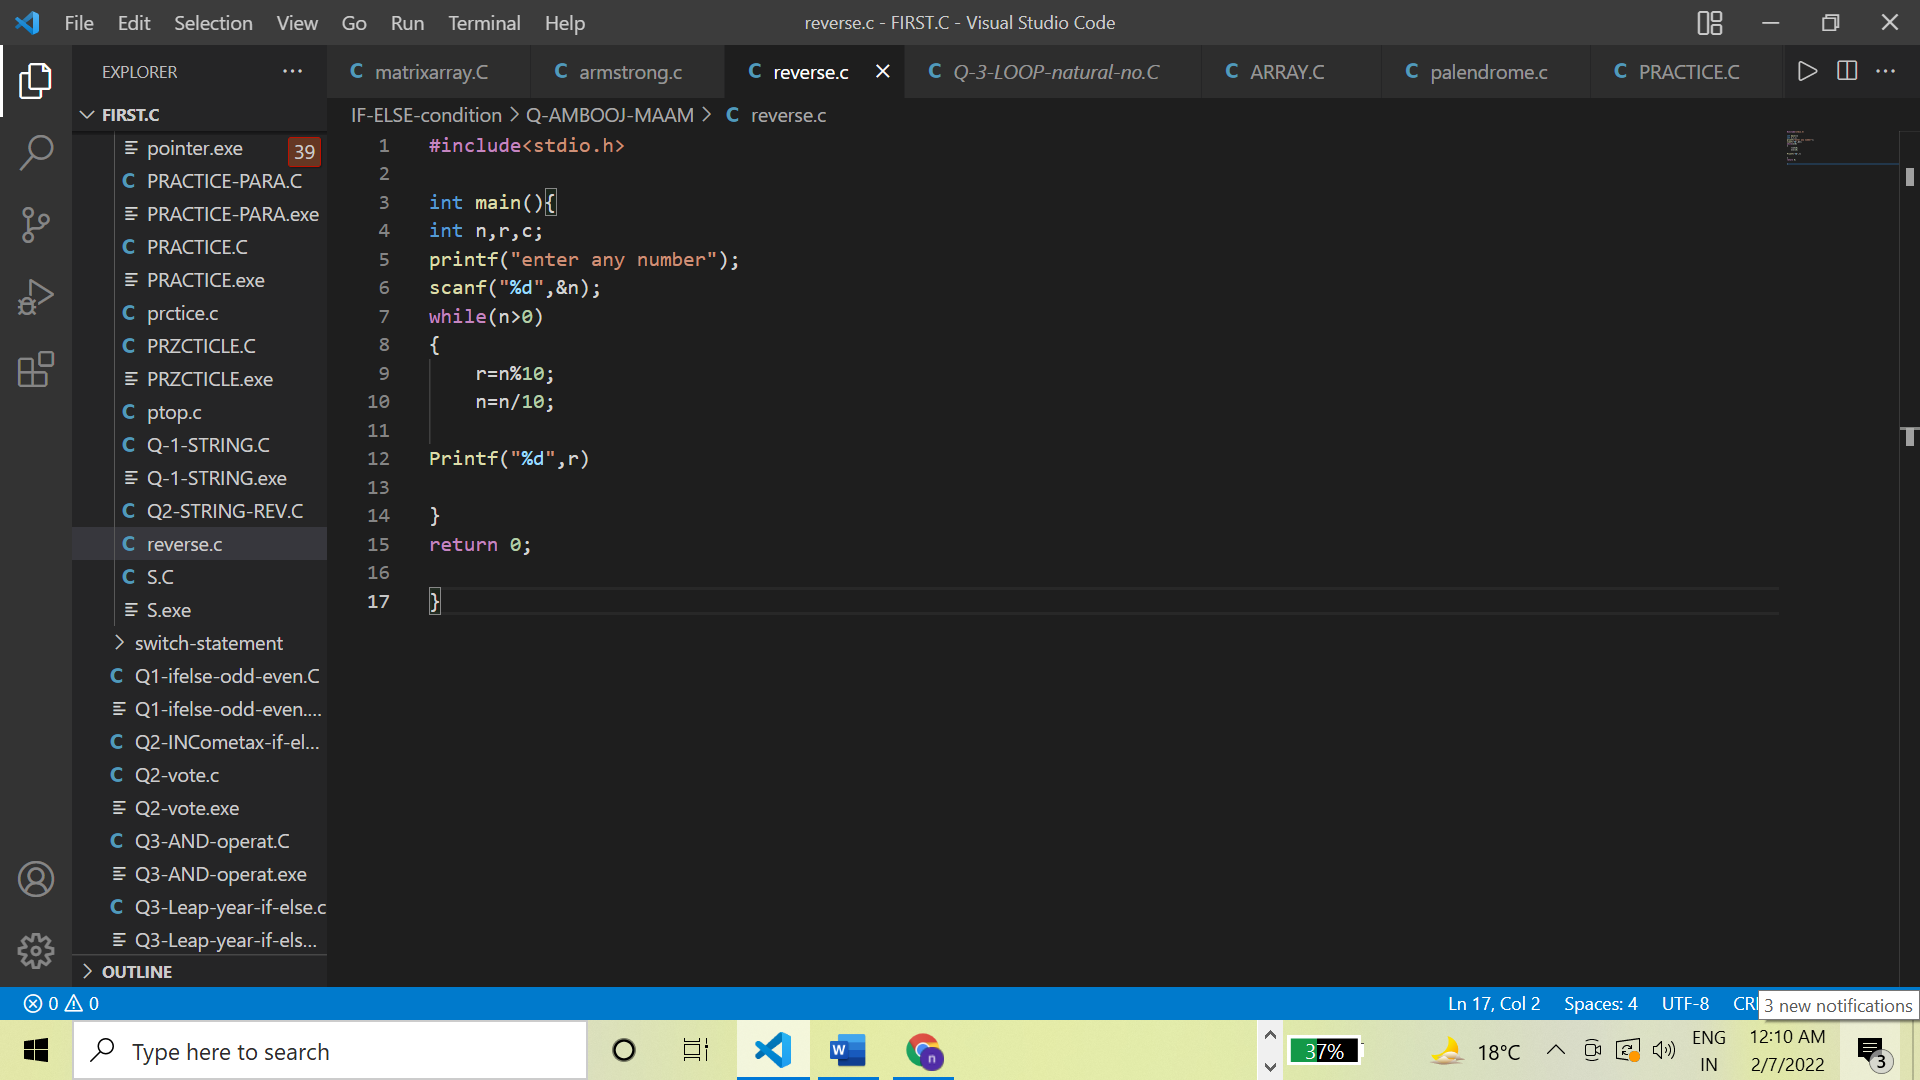 File Edit Selection View Go Run Terminal Help reverse.c - FIRST.C - Visual Studio Code
EXPLORER
matrixarray.C armstrong.c reverse.c Q-3-LOOP-natural-no.C ARRAY.C palendrome.c PRACTICE.C
FIRST.C
IF-ELSE-condition > Q-AMBOOJ-MAAM > C reverse.c
pointer.exe 39
PRACTICE-PARA.C
PRACTICE-PARA.exe
PRACTICE.C
PRACTICE.exe
prctice.c
PRZCTICLE.C
PRZCTICLE.exe
ptop.c
Q-1-STRING.C
Q-1-STRING.exe
Q2-STRING-REV.C
reverse.c
S.C
S.exe
switch-statement
Q1-ifelse-odd-even.C
Q1-ifelse-odd-even....
Q2-INCometax-if-el...
Q2-vote.c
Q2-vote.exe
Q3-AND-operat.C
Q3-AND-operat.exe
Q3-Leap-year-if-else.c
Q3-Leap-year-if-els...
OUTLINE
1 #include<stdio.h>
2
3 int main(){
4 int n,r,c;
5 printf("enter any number");
6 scanf("%d",&n);
7 while(n>0)
8 {
9 r=n%10;
10 n=n/10;
11
12 Printf("%d",r)
13
14 }
15 return 0;
16
17 }
0 0 Ln 17, Col 2 Spaces: 4 UTF-8 3 new notifications
Type here to search 37% 18°C ENG IN 12:10 AM 2/7/2022 3